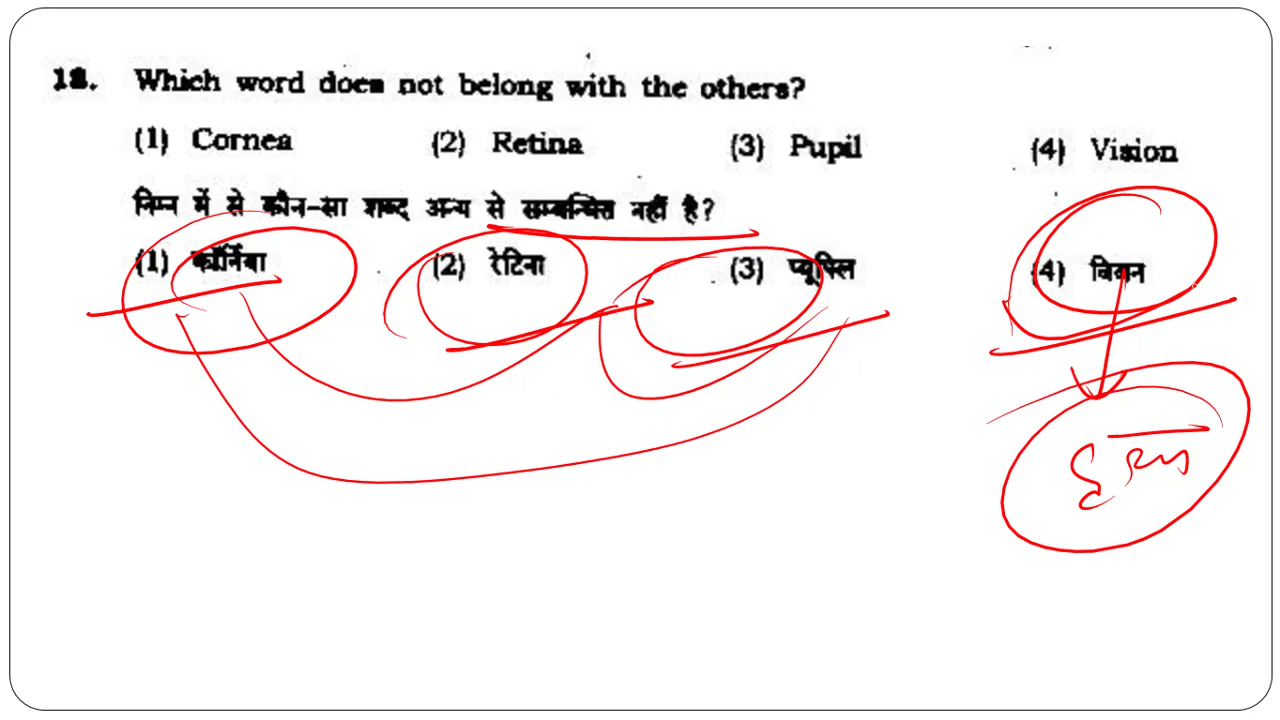 18. Which word does not belong with the others?
(1) Cornea (2) Retina (3) Pupil (4) Vision
निम्न में से कौन-सा शब्द अन्य से सम्बन्धित नहीं है?
(1) कॉर्निया (2) रेटिना (3) प्यूपिल (4) विजन